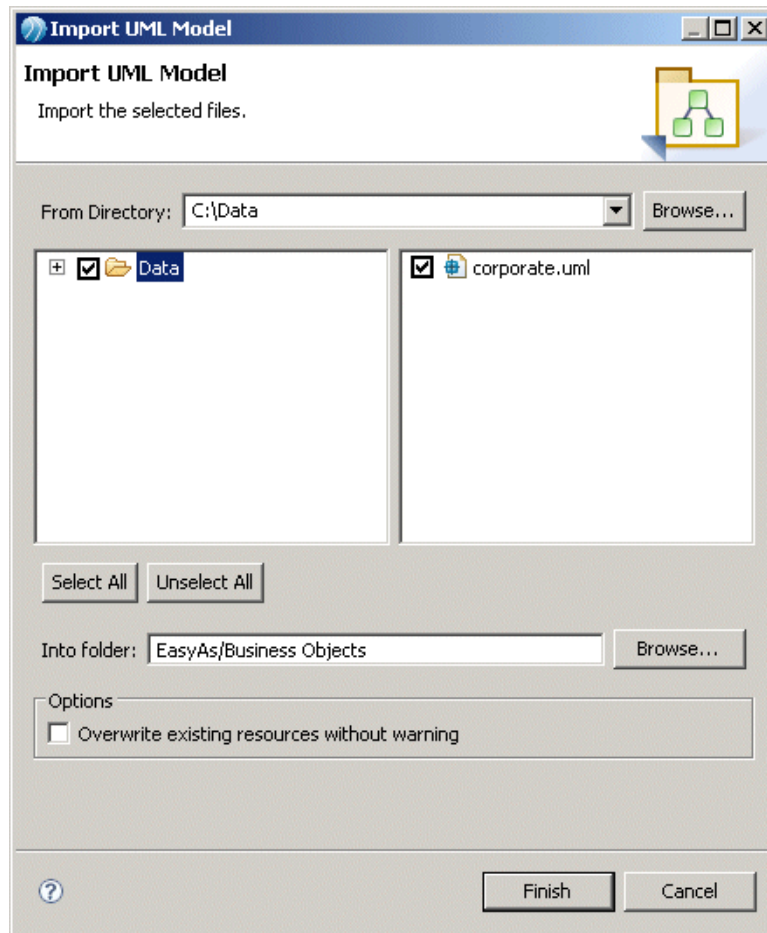 Import UML Model
Import UML Model
Import the selected files.
From Directory: C:\Data Browse...
Data corporate.uml
Select All Unselect All
Into folder: EasyAs/Business Objects Browse...
Options
Overwrite existing resources without warning
? Finish Cancel